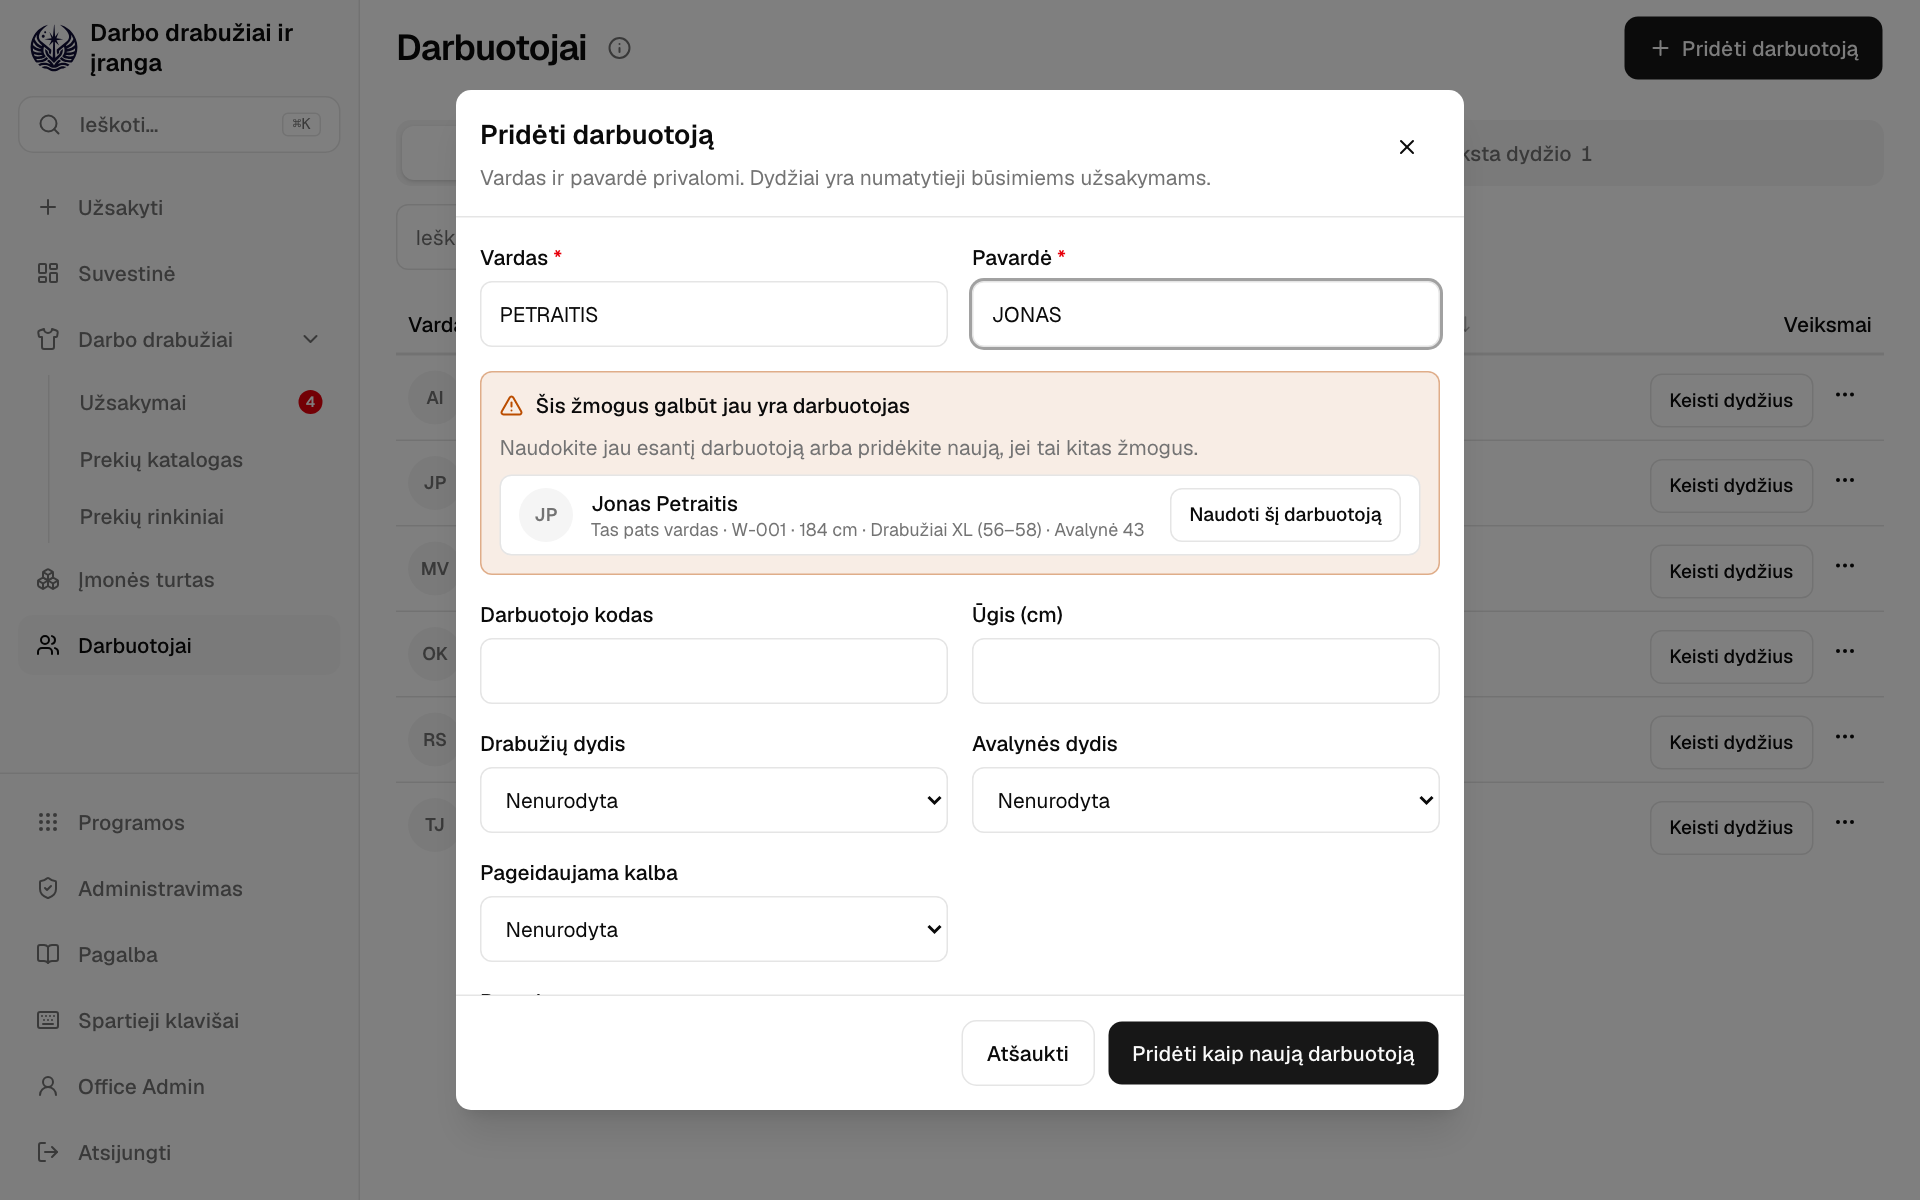 Darbo drabužiai ir
įranga
Ieškoti...
⌘K
Užsakyti
Suvestinė
Darbo drabužiai
Užsakymai
4
Prekių katalogas
Prekių rinkiniai
Įmonės turtas
Darbuotojai
Programos
Administravimas
Pagalba
Spartieji klavišai
Office Admin
Atsijungti
Darbuotojai
+ Pridėti darbuotoją
dydžio 1
Veiksmai
AI
Keisti dydžius
JP
Keisti dydžius
MV
Keisti dydžius
OK
Keisti dydžius
RS
Keisti dydžius
TJ
Keisti dydžius
Pridėti darbuotoją
Vardas ir pavardė privalomi. Dydžiai yra numatytieji būsimiems užsakymams.
Vardas *
Pavardė *
PETRAITIS
JONAS
Šis žmogus galbūt jau yra darbuotojas
Naudokite jau esantį darbuotoją arba pridėkite naują, jei tai kitas žmogus.
JP
Jonas Petraitis
Tas pats vardas · W-001 · 184 cm · Drabužiai XL (56–58) · Avalynė 43
Naudoti šį darbuotoją
Darbuotojo kodas
Ūgis (cm)
Drabužių dydis
Avalynės dydis
Nenurodyta
Nenurodyta
Pageidaujama kalba
Nenurodyta
Atšaukti
Pridėti kaip naują darbuotoją